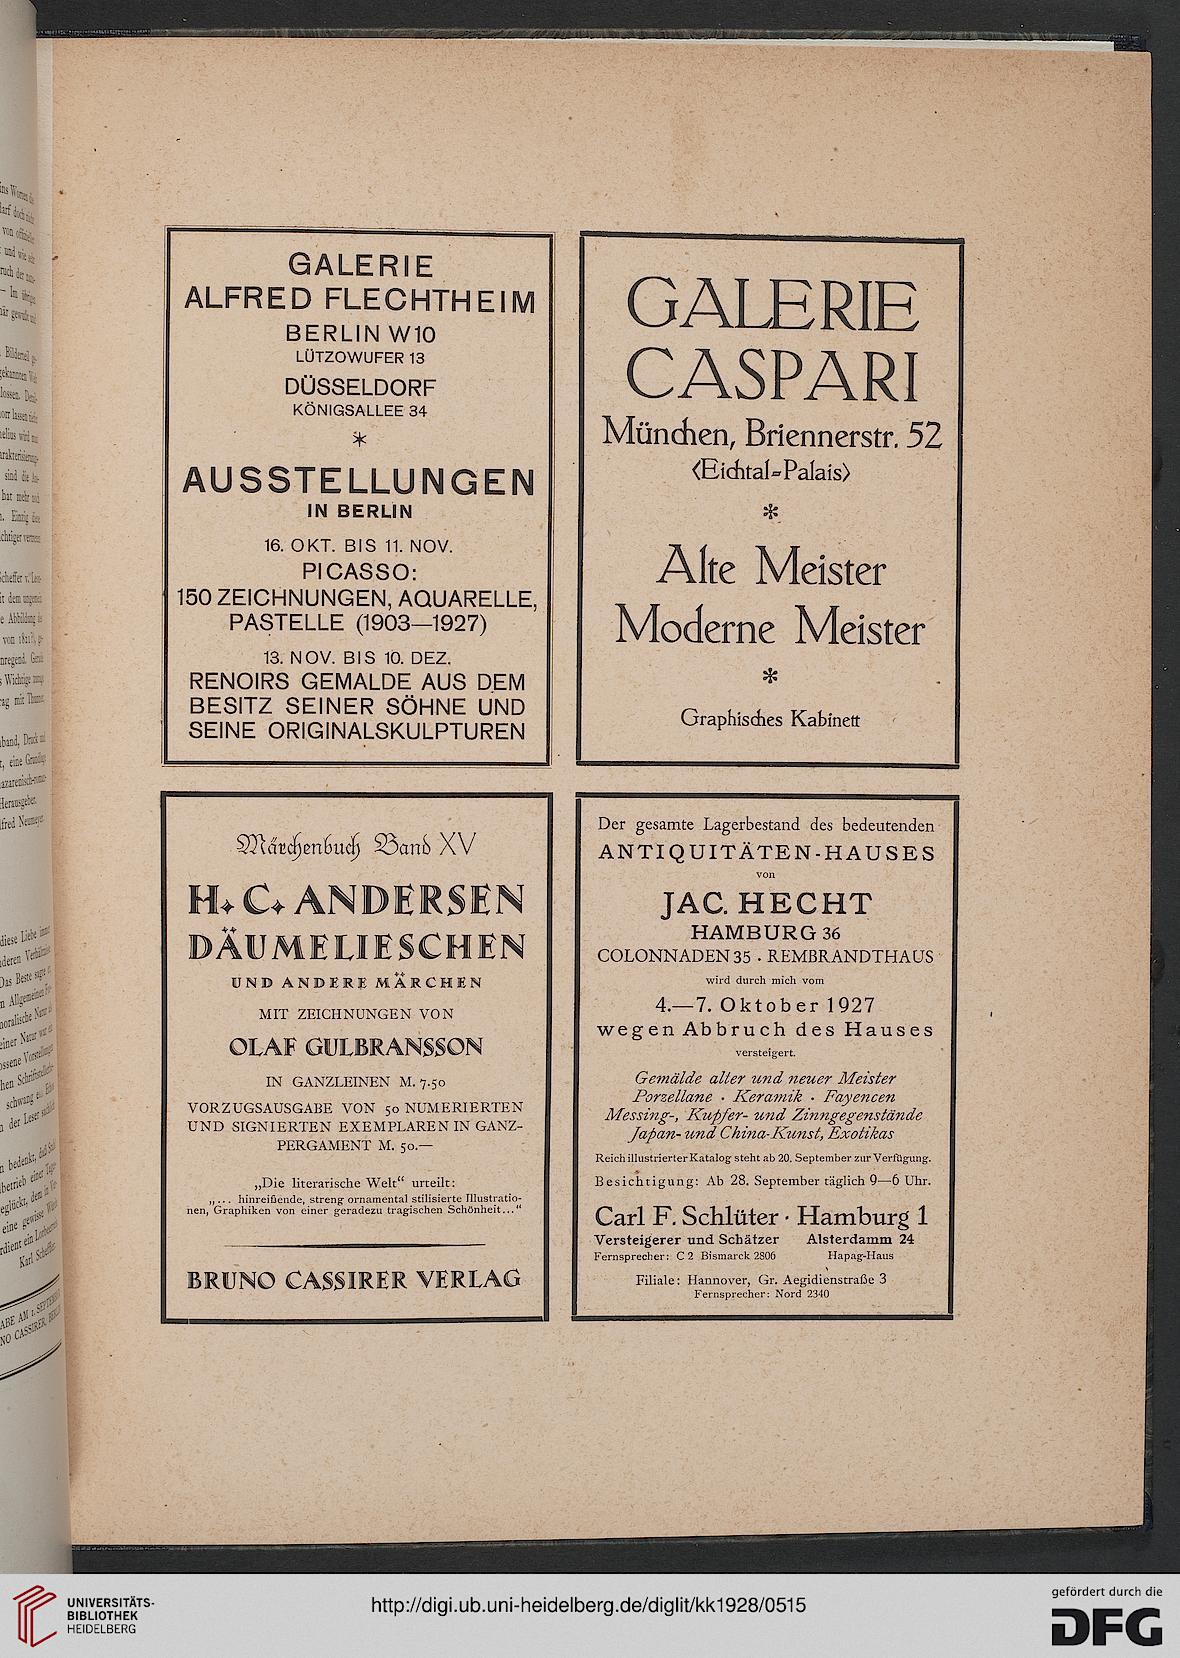 GALERIE
ALFRED FLECHTHEIM
BERLIN W10
LÜTZOWUFER 13
DÜSSELDORF
KÖNIGSALLEE 34
*
AUSSTELLUNGEN
IN BERLIN
16. OKT. BIS 11. NOV.
PICASSO:
150 ZEICHNUNGEN, AQUARELLE,
PASTELLE (1903—1927)
13. NOV. BIS 10. DEZ.
RENOIRS GEMALDE AUS DEM
BESITZ SEINER SÖHNE UND
SEINE ORIGINALSKULPTUREN
GALERIE
CASPARI
München, Briennerstr. 52
<Eichtal=Palais>
*
Alte Meister
Moderne Meister
*
Graphisches Kabinett
Märchenbuch Band XV
H. C. ANDERSEN
DÄUMELIESCHEN
UND ANDERE MÄRCHEN
MIT ZEICHNUNGEN VON
OLAF GULBRANSSON
IN GANZLEINEN M. 7.50
VORZUGSAUSGABE VON 50 NUMERIERTEN
UND SIGNIERTEN EXEMPLAREN IN GANZ-
PERGAMENT M. 50.—
„Die literarische Welt“ urteilt:
„... hinreißende, streng ornamental stilisierte Illustratio-
nen, Graphiken von einer geradezu tragischen Schönheit...“
BRUNO CASSIRER VERLAG
Der gesamte Lagerbestand des bedeutenden
ANTIQUITÄTEN-HAUSES
von
JAC. HECHT
HAMBURG 36
COLONNADEN 35 . REMBRANDTHAUS
wird durch mich vom
4.—7. Oktober 1927
wegen Abbruch des Hauses
versteigert.
Gemälde alter und neuer Meister
Porzellane · Keramik · Fayencen
Messing-, Kupfer- und Zinngegenstände
Japan- und China-Kunst, Exotikas
Reich illustrierter Katalog steht ab 20. September zur Verfügung.
Besichtigung: Ab 28. September täglich 9—6 Uhr.
Carl F. Schlüter · Hamburg 1
Versteigerer und Schätzer Alsterdamm 24
Fernsprecher: C 2 Bismarck 2806 Hapag-Haus
Filiale: Hannover, Gr. Aegidienstraße 3
Fernsprecher: Nord 2340
UNIVERSITÄTS-
BIBLIOTHEK
HEIDELBERG
http://digi.ub.uni-heidelberg.de/diglit/kk1928/0515
gefördert durch die
DFG